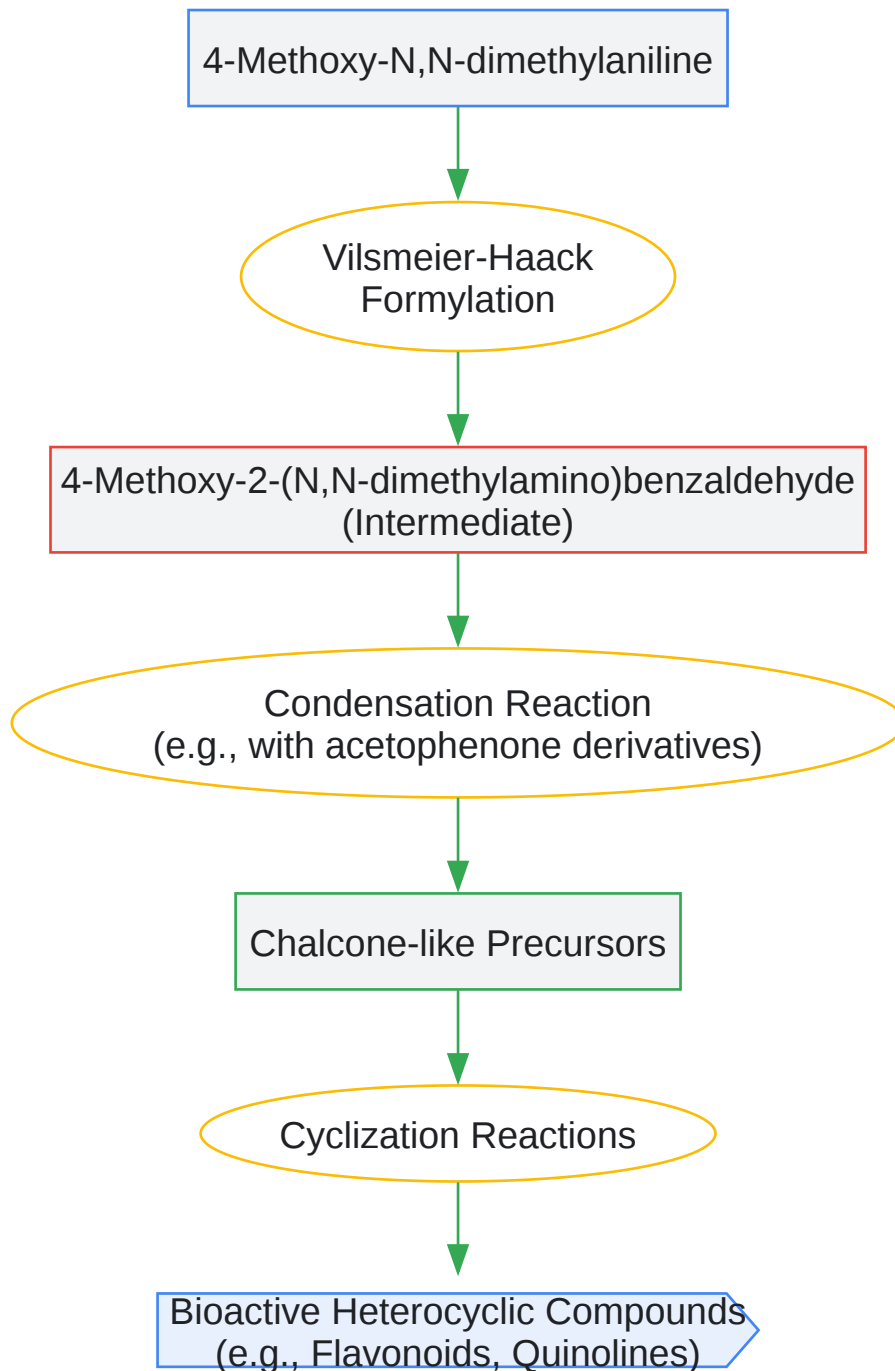 4-Methoxy-N,N-dimethylaniline
Vilsmeier-Haack
Formylation
4-Methoxy-2-(N,N-dimethylamino)benzaldehyde
(Intermediate)
Condensation Reaction
(e.g., with acetophenone derivatives)
Chalcone-like Precursors
Cyclization Reactions
Bioactive Heterocyclic Compounds
(e.g., Flavonoids, Quinolines)